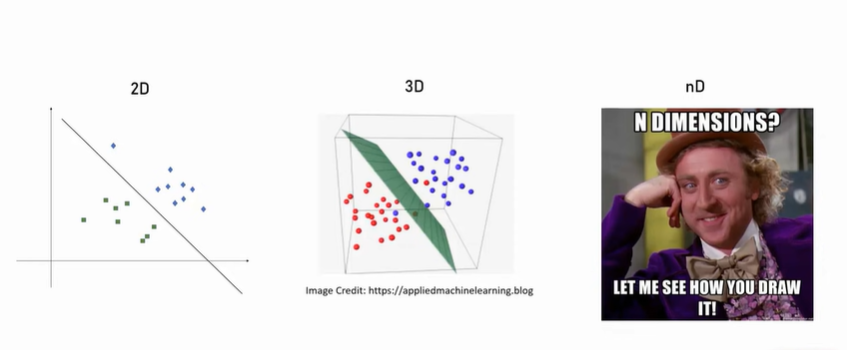 2D
3D
nD
N DIMENSIONS?
LET ME SEE HOW YOU DRAW
IT!
Image Credit: https://appliedmachinelearning.blog